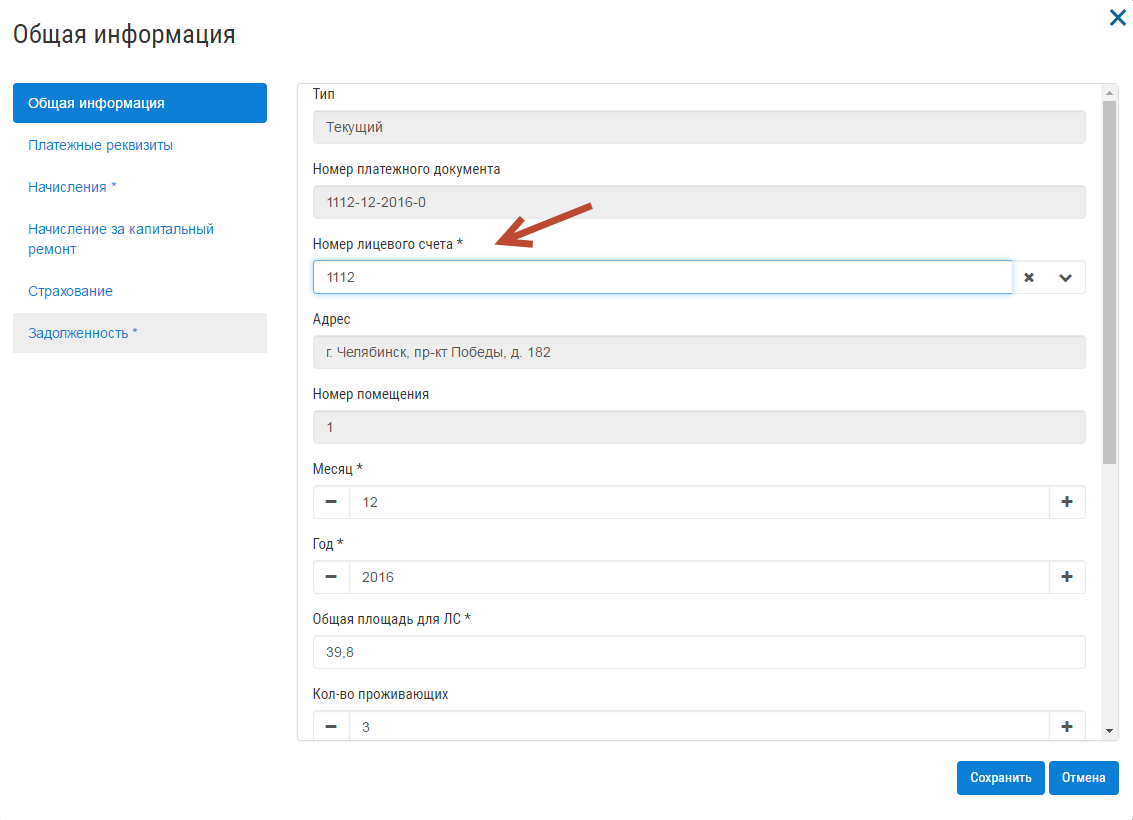 Общая информация
Общая информация
Платежные реквизиты
Начисления *
Начисление за капитальный
ремонт
Страхование
Задолженность *
Тип
Текущий
Номер платежного документа
1112-12-2016-0
Номер лицевого счета *
1112
Адрес
г. Челябинск, пр-кт Победы, д. 182
Номер помещения
1
Месяц *
12
Год *
2016
Общая площадь для ЛС *
39,8
Кол-во проживающих
3
Сохранить
Отмена